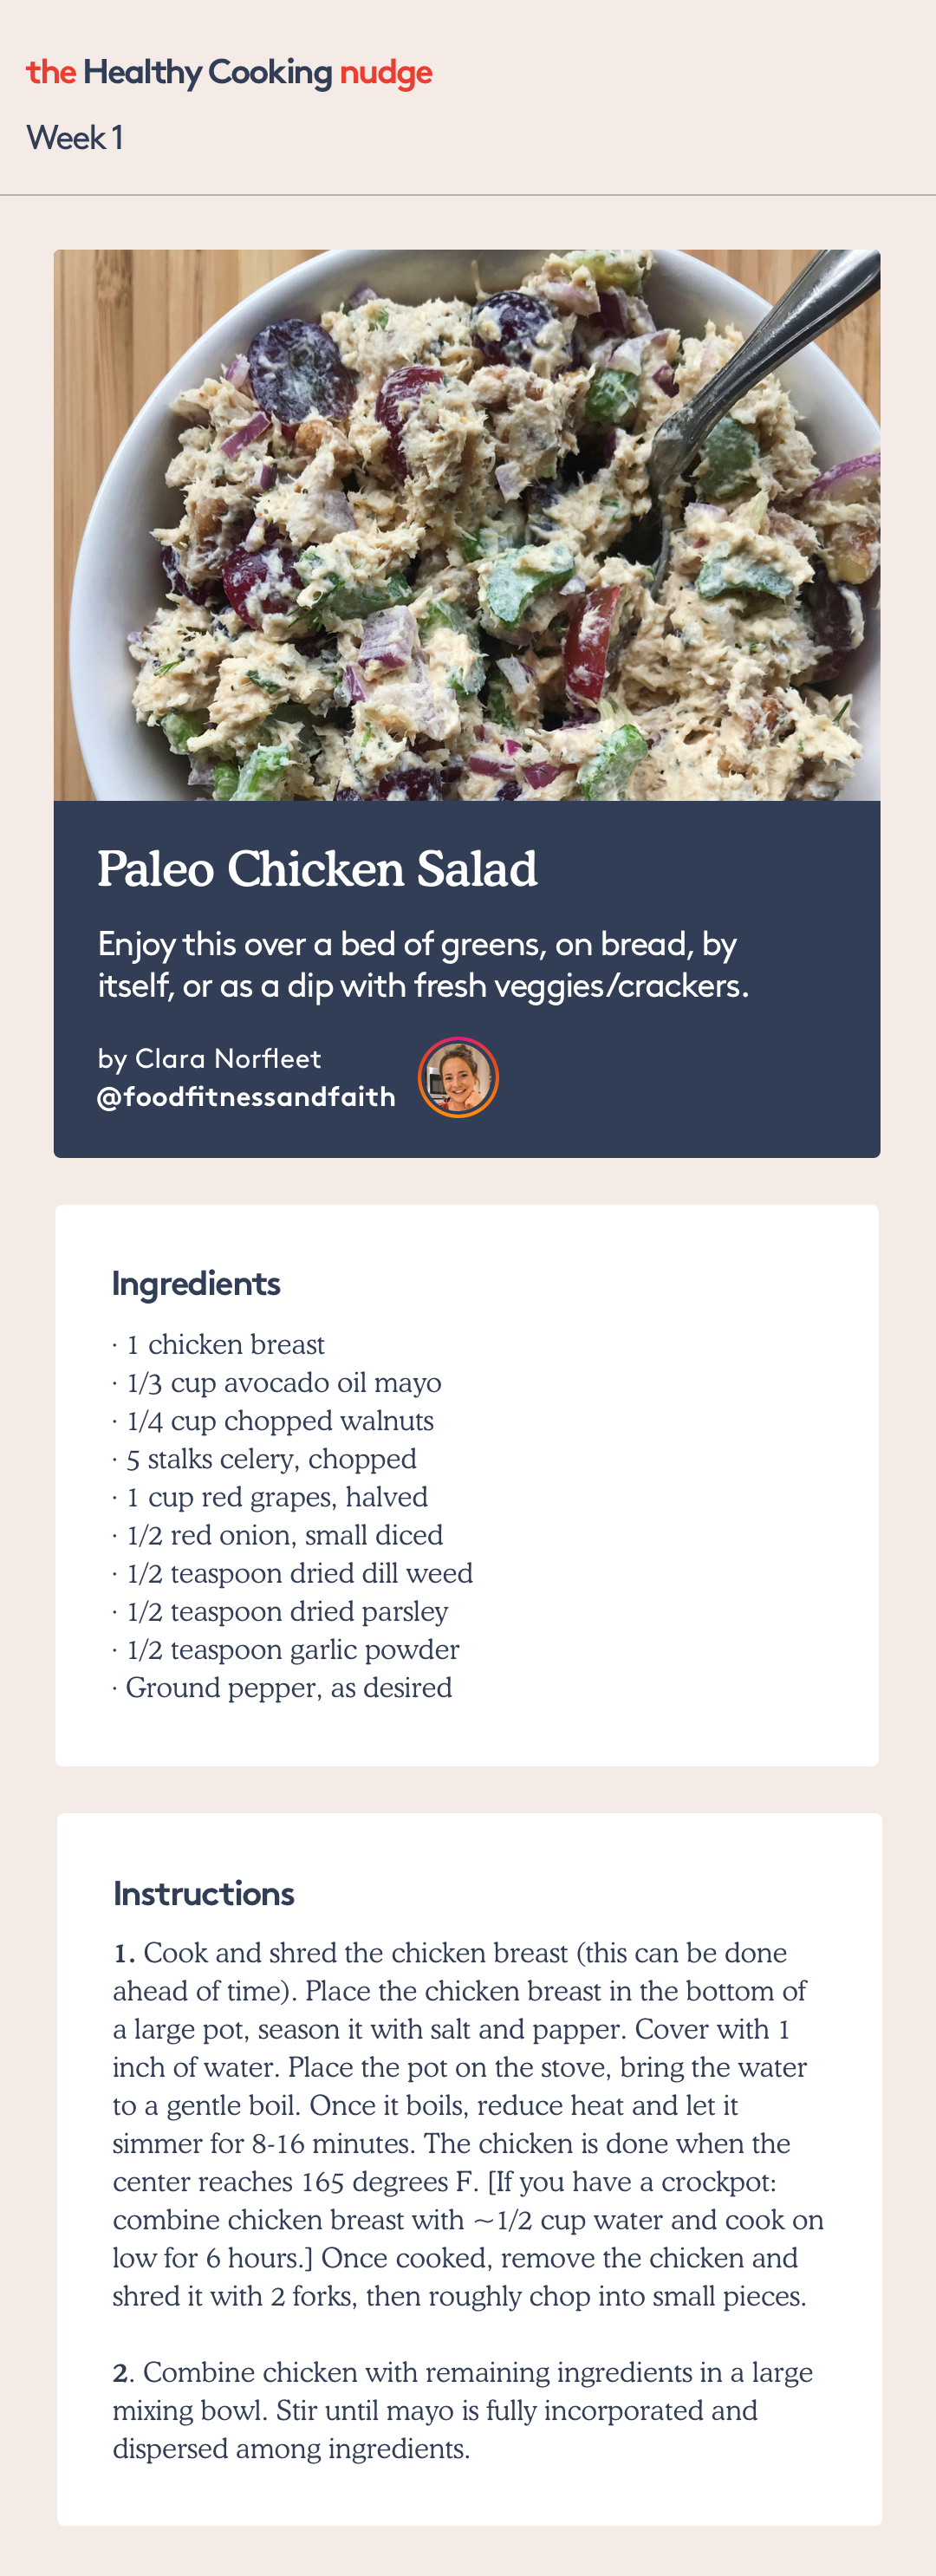 the Healthy Cooking nudge
Week 1
Paleo Chicken Salad
Enjoy this over a bed of greens, on bread, by
itself, or as a dip with fresh veggies/crackers.
by Clara Norfleet
@foodfitnessandfaith
Ingredients
· 1 chicken breast
· 1/3 cup avocado oil mayo
· 1/4 cup chopped walnuts
· 5 stalks celery, chopped
· 1 cup red grapes, halved
· 1/2 red onion, small diced
· 1/2 teaspoon dried dill weed
· 1/2 teaspoon dried parsley
· 1/2 teaspoon garlic powder
· Ground pepper, as desired
Instructions
1. Cook and shred the chicken breast (this can be done
ahead of time). Place the chicken breast in the bottom of
a large pot, season it with salt and papper. Cover with 1
inch of water. Place the pot on the stove, bring the water
to a gentle boil. Once it boils, reduce heat and let it
simmer for 8-16 minutes. The chicken is done when the
center reaches 165 degrees F. [If you have a crockpot:
combine chicken breast with ~1/2 cup water and cook on
low for 6 hours.] Once cooked, remove the chicken and
shred it with 2 forks, then roughly chop into small pieces.
2. Combine chicken with remaining ingredients in a large
mixing bowl. Stir until mayo is fully incorporated and
dispersed among ingredients.